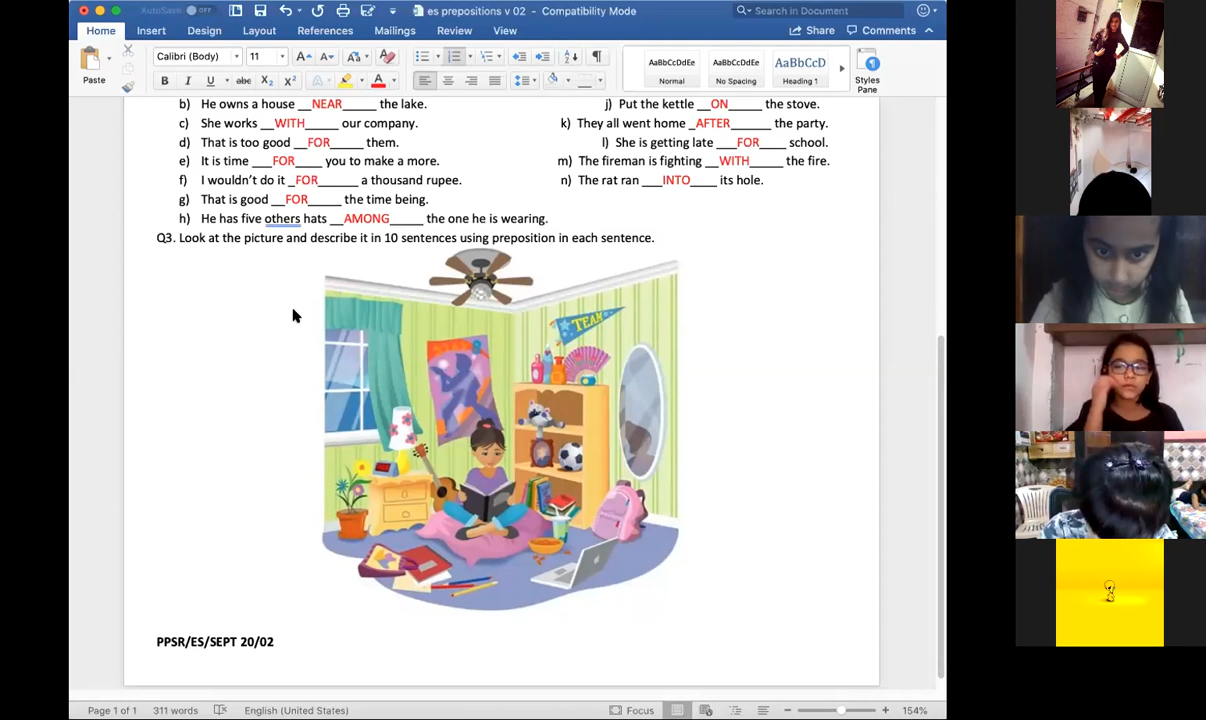 AutoSave OFF es prepositions v 02 - Compatibility Mode Search in Document
Home Insert Design Layout References Mailings Review View Share Comments
Paste Calibri (Body) 11 AaBbCcDdEe Normal AaBbCcDdEe No Spacing AaBbCcD Heading 1 Styles Pane
b) He owns a house __NEAR_____ the lake. j) Put the kettle __ON_____ the stove.
c) She works __WITH_____ our company. k) They all went home _AFTER______ the party.
d) That is too good __FOR_____ them. l) She is getting late ___FOR____ school.
e) It is time ___FOR____ you to make a more. m) The fireman is fighting __WITH_____ the fire.
f) I wouldn't do it _FOR______ a thousand rupee. n) The rat ran ___INTO____ its hole.
g) That is good __FOR_____ the time being.
h) He has five others hats __AMONG_____ the one he is wearing.
Q3. Look at the picture and describe it in 10 sentences using preposition in each sentence.
TEAM
PPSR/ES/SEPT 20/02
Page 1 of 1 311 words English (United States) Focus 154%